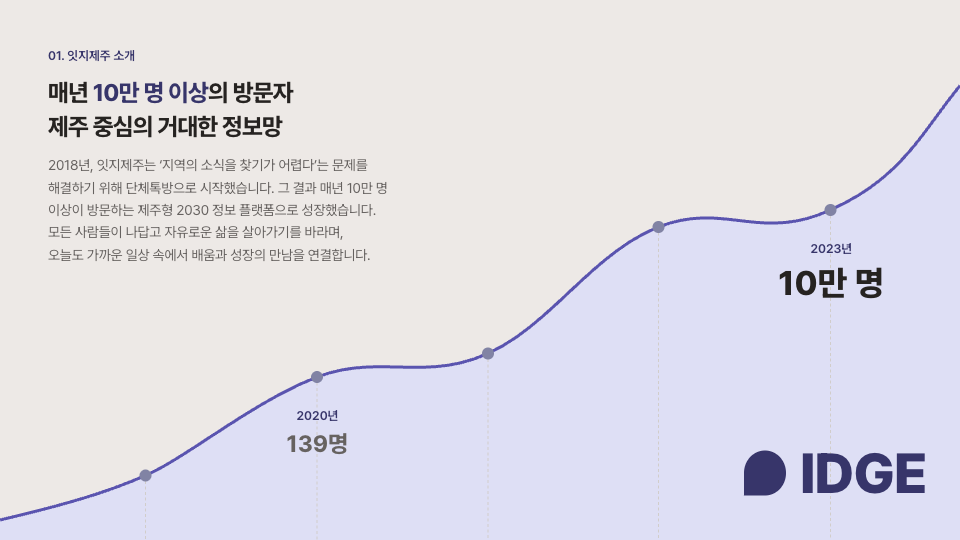 01. 잇지제주 소개
매년 10만 명 이상의 방문자
제주 중심의 거대한 정보망
2018년, 잇지제주는 ‘지역의 소식을 찾기가 어렵다’는 문제를
해결하기 위해 단체톡방으로 시작했습니다. 그 결과 매년 10만 명
이상이 방문하는 제주형 2030 정보 플랫폼으로 성장했습니다.
모든 사람들이 나답고 자유로운 삶을 살아가기를 바라며,
오늘도 가까운 일상 속에서 배움과 성장의 만남을 연결합니다.
2023년
10만 명
2020년
139명
IDGE